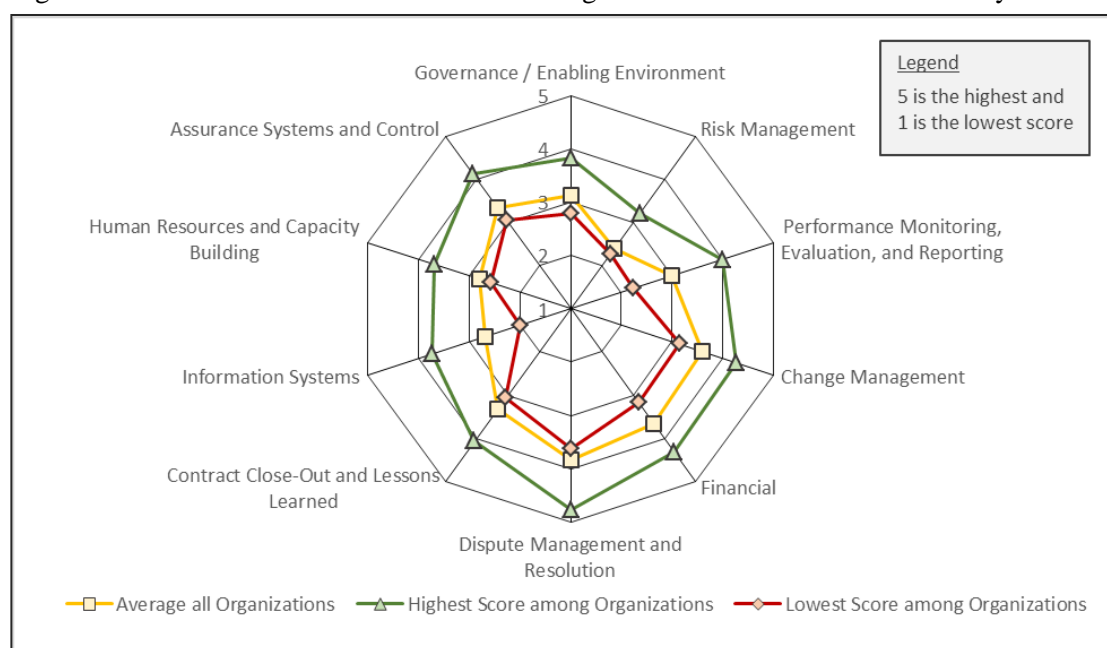 Governance / Enabling Environment
Legend
5 is the highest and
1 is the lowest score
5
Assurance Systems and Control
Risk Management
4
3
Human Resources and Capacity
Building
Performance Monitoring,
Evaluation, and Reporting
2
1
Information Systems
Change Management
Contract Close-Out and Lessons
Learned
Financial
Dispute Management and
Resolution
Average all Organizations
Highest Score among Organizations
Lowest Score among Organizations